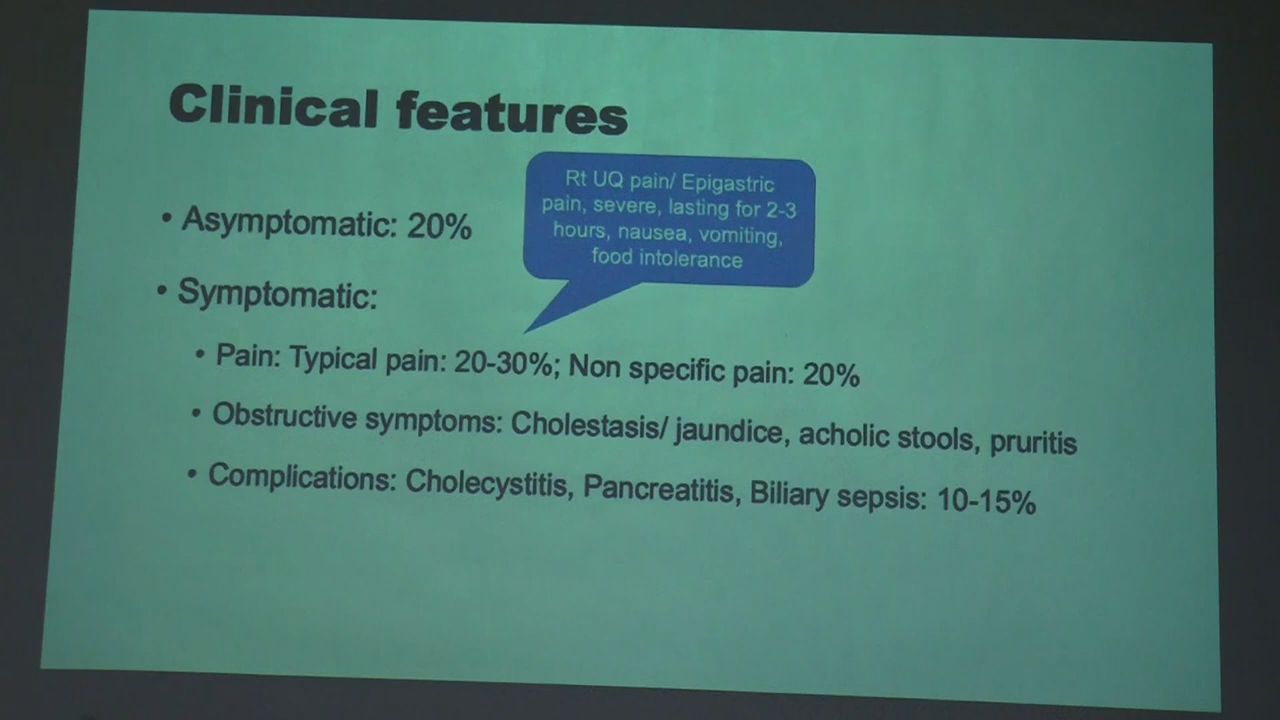 Clinical features
Rt UQ pain/ Epigastric
pain, severe, lasting for 2-3
hours, nausea, vomiting,
food intolerance
• Asymptomatic: 20%
• Symptomatic:
• Pain: Typical pain: 20-30%; Non specific pain: 20%
• Obstructive symptoms: Cholestasis/ jaundice, acholic stools, pruritis
• Complications: Cholecystitis, Pancreatitis, Biliary sepsis: 10-15%